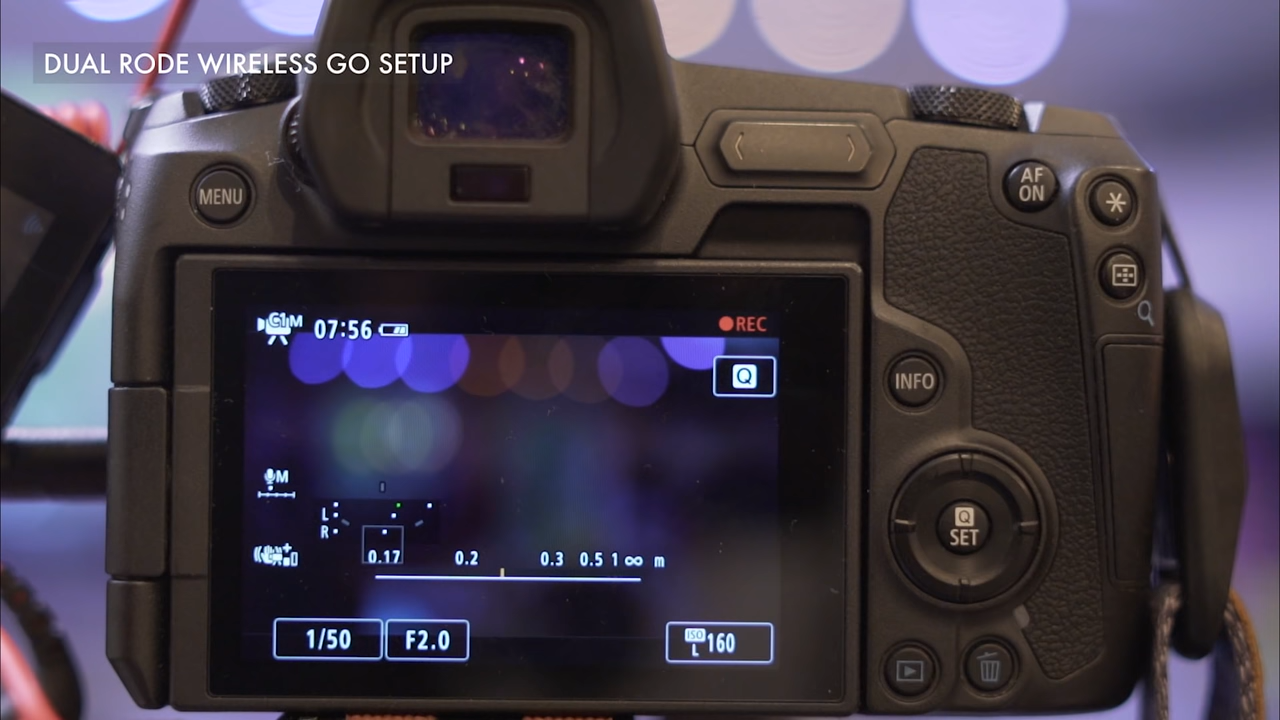 DUAL RODE WIRELESS GO SETUP
MENU
AF
ON
C1 M
07:56
REC
Q
INFO
M
L
R
0.17 0.2 0.3 0.5 1 ∞ m
Q
SET
1/50
F2.0
ISO
L
160